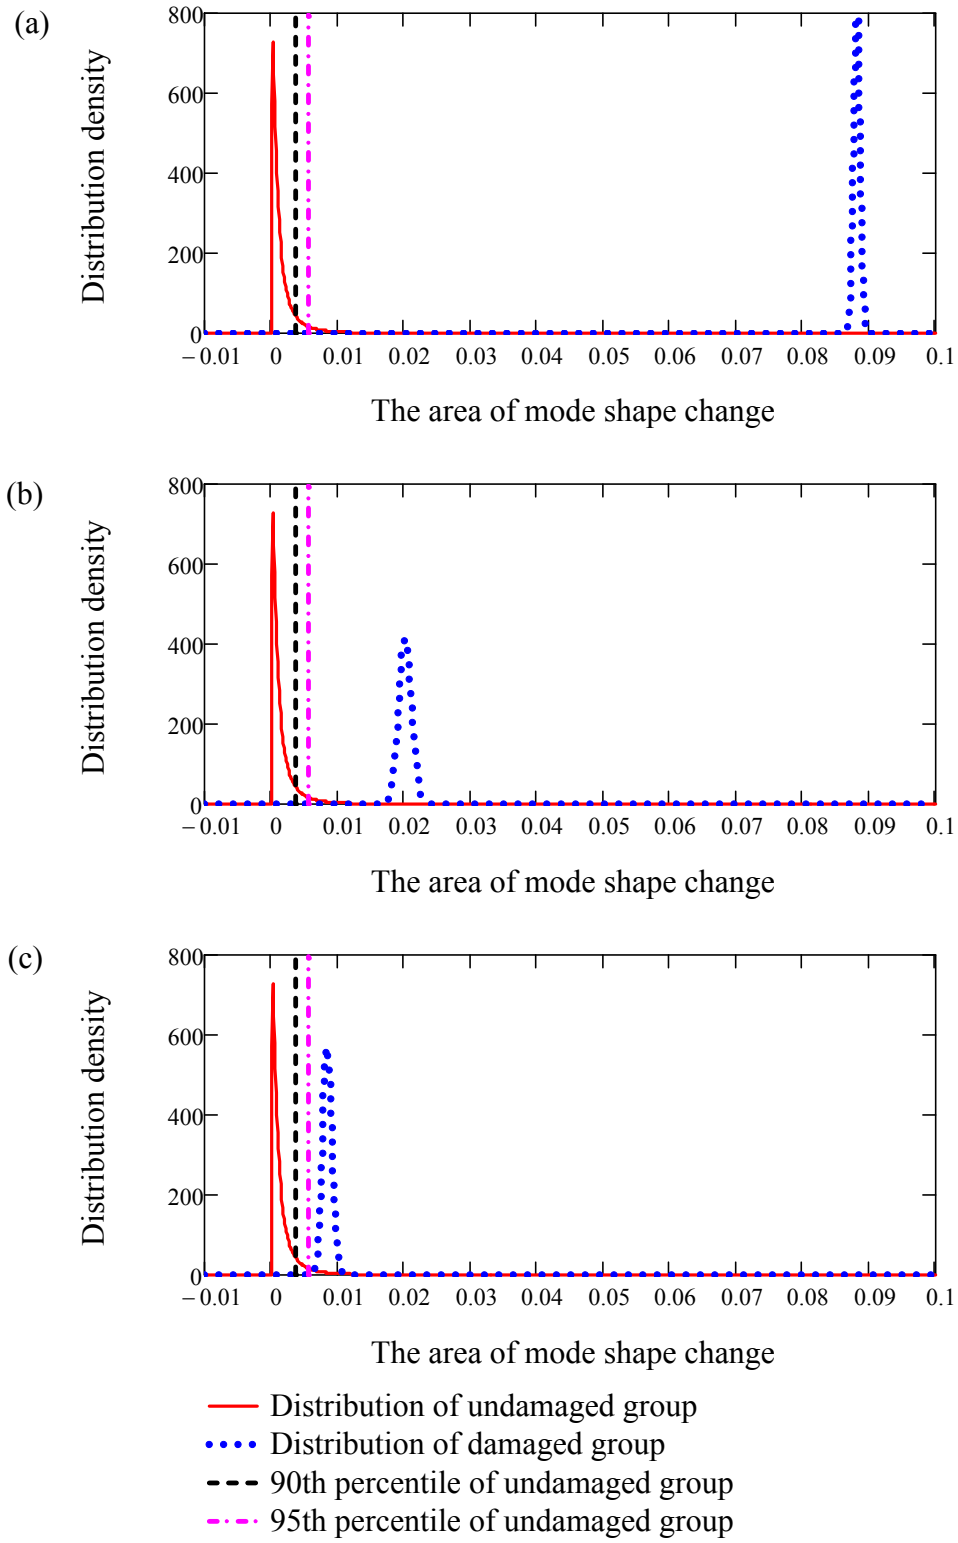 (a)
Distribution density
800
600
400
200
0
−0.01 0 0.01 0.02 0.03 0.04 0.05 0.06 0.07 0.08 0.09 0.1
The area of mode shape change
(b)
Distribution density
800
600
400
200
0
−0.01 0 0.01 0.02 0.03 0.04 0.05 0.06 0.07 0.08 0.09 0.1
The area of mode shape change
(c)
Distribution density
800
600
400
200
0
−0.01 0 0.01 0.02 0.03 0.04 0.05 0.06 0.07 0.08 0.09 0.1
The area of mode shape change
Distribution of undamaged group
Distribution of damaged group
90th percentile of undamaged group
95th percentile of undamaged group